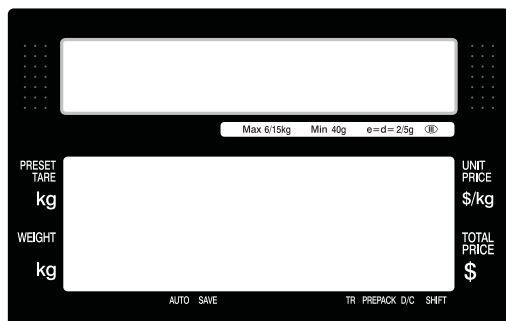 Max 6/15kg Min 40g e=d= 2/5g III
PRESET
TARE
kg
UNIT
PRICE
$/kg
WEIGHT
kg
TOTAL
PRICE
$
AUTO SAVE TR PREPACK D/C SHIFT